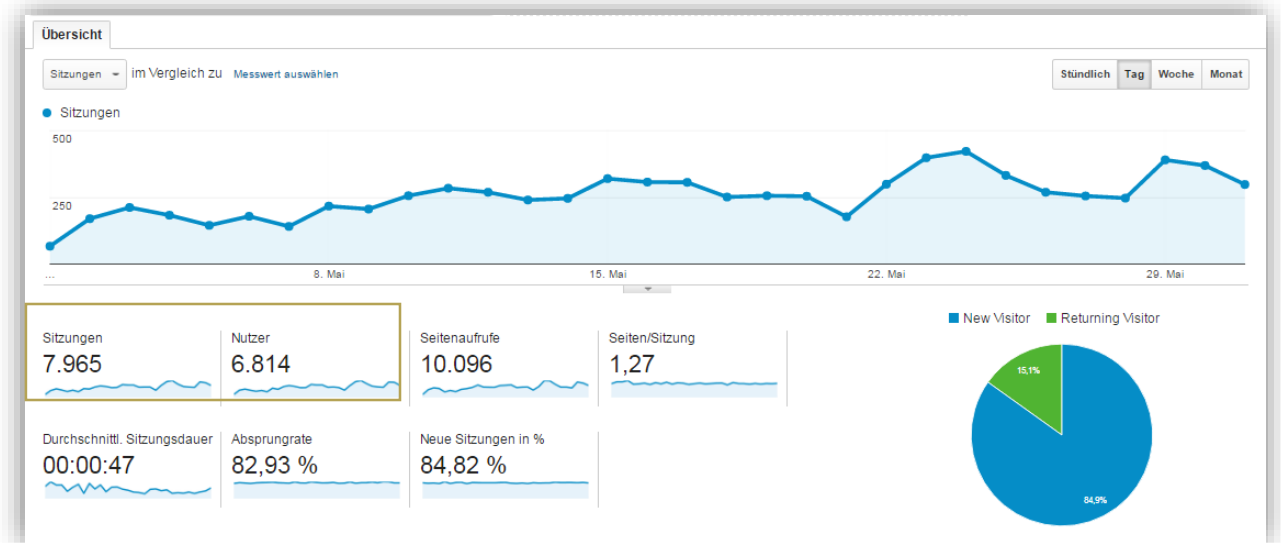 Übersicht
Sitzungen im Vergleich zu Messwert auswählen
Stündlich Tag Woche Monat
Sitzungen
500
250
... 8. Mai 15. Mai 22. Mai 29. Mai
New Visitor Returning Visitor
Sitzungen Nutzer Seitenaufrufe Seiten/Sitzung
7.965 6.814 10.096 1,27
15,1%
Durchschnittl. Sitzungsdauer Absprungrate Neue Sitzungen in %
00:00:47 82,93 % 84,82 %
84,9%